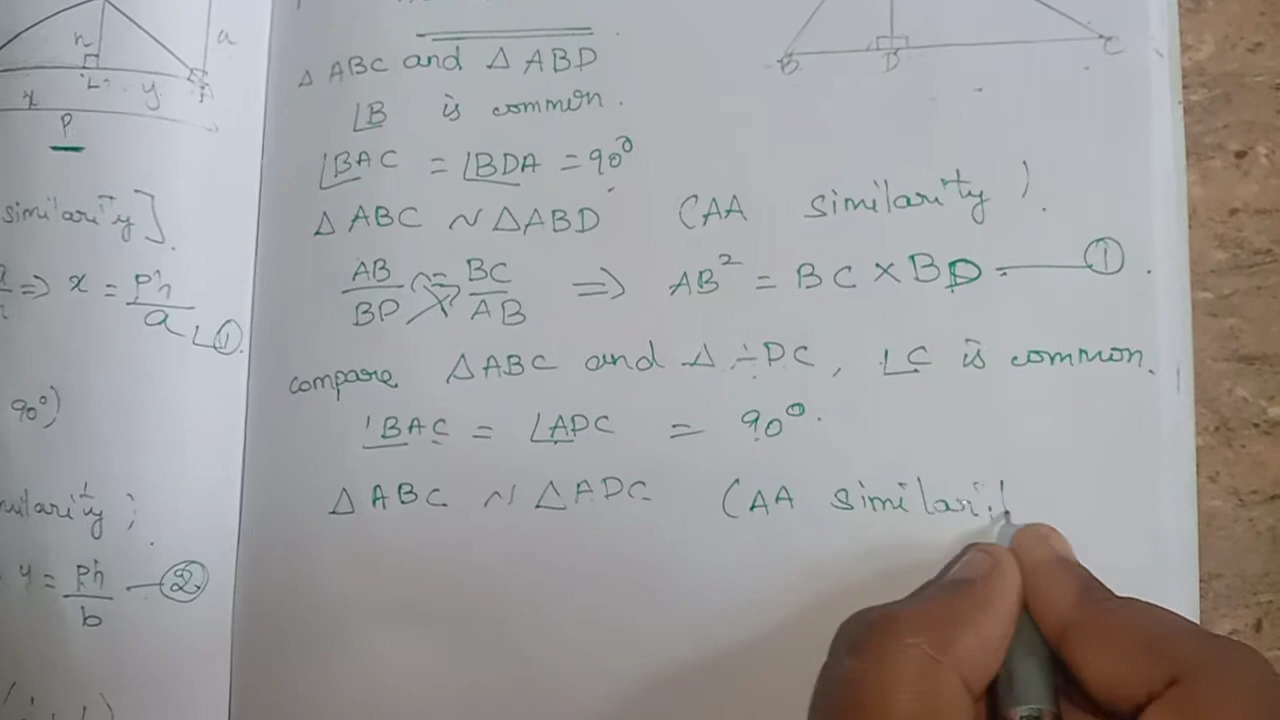 h
a
x
y
P
similarity].
⇒ x = ph/a
①
90°)
similarity;
y = ph/b — ②
B
D
C
△ ABC and △ ABD
∠B is common.
∠BAC = ∠BDA = 90°
△ ABC ~ △ABD (AA similarity).
AB/BD = BC/AB ⇒ AB² = BC × BD — ①.
compare △ABC and △ ADC, ∠C is common.
∠BAC = ∠ADC = 90°.
△ ABC ~ △ADC (AA similari